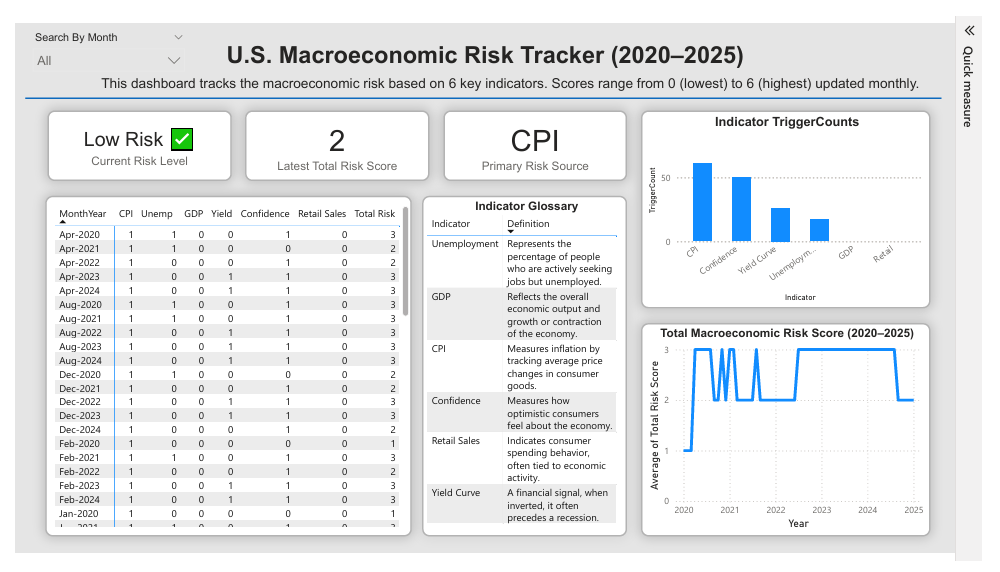 Search By Month
All
U.S. Macroeconomic Risk Tracker (2020–2025)
This dashboard tracks the macroeconomic risk based on 6 key indicators. Scores range from 0 (lowest) to 6 (highest) updated monthly.
Quick measure
Low Risk ✅
Current Risk Level
2
Latest Total Risk Score
CPI
Primary Risk Source
MonthYear CPI Unemp GDP Yield Confidence Retail Sales Total Risk
Apr-2020 1 1 0 0 1 0 3
Apr-2021 1 1 0 0 0 0 2
Apr-2022 1 0 0 0 1 0 2
Apr-2023 1 0 0 1 1 0 3
Apr-2024 1 0 0 1 1 0 3
Aug-2020 1 1 0 0 1 0 3
Aug-2021 1 1 0 0 1 0 3
Aug-2022 1 0 0 1 1 0 3
Aug-2023 1 0 0 1 1 0 3
Aug-2024 1 0 0 1 1 0 3
Dec-2020 1 1 0 0 0 0 2
Dec-2021 1 0 0 0 1 0 2
Dec-2022 1 0 0 1 1 0 3
Dec-2023 1 0 0 1 1 0 3
Dec-2024 1 0 0 0 1 0 2
Feb-2020 1 0 0 0 0 0 1
Feb-2021 1 1 0 0 1 0 3
Feb-2022 1 0 0 0 1 0 2
Feb-2023 1 0 0 1 1 0 3
Feb-2024 1 0 0 1 1 0 3
Jan-2020 1 0 0 0 0 0 1
Indicator Glossary
Indicator Definition
Unemployment Represents the
percentage of people
who are actively seeking
jobs but unemployed.
GDP Reflects the overall
economic output and
growth or contraction
of the economy.
CPI Measures inflation by
tracking average price
changes in consumer
goods.
Confidence Measures how
optimistic consumers
feel about the economy.
Retail Sales Indicates consumer
spending behavior,
often tied to economic
activity.
Yield Curve A financial signal, when
inverted, it often
precedes a recession.
Indicator TriggerCounts
TriggerCount
50
0
CPI Confidence Yield Curve Unemploym... GDP Retail
Indicator
Total Macroeconomic Risk Score (2020–2025)
Average of Total Risk Score
3
2
1
0
2020 2021 2022 2023 2024 2025
Year